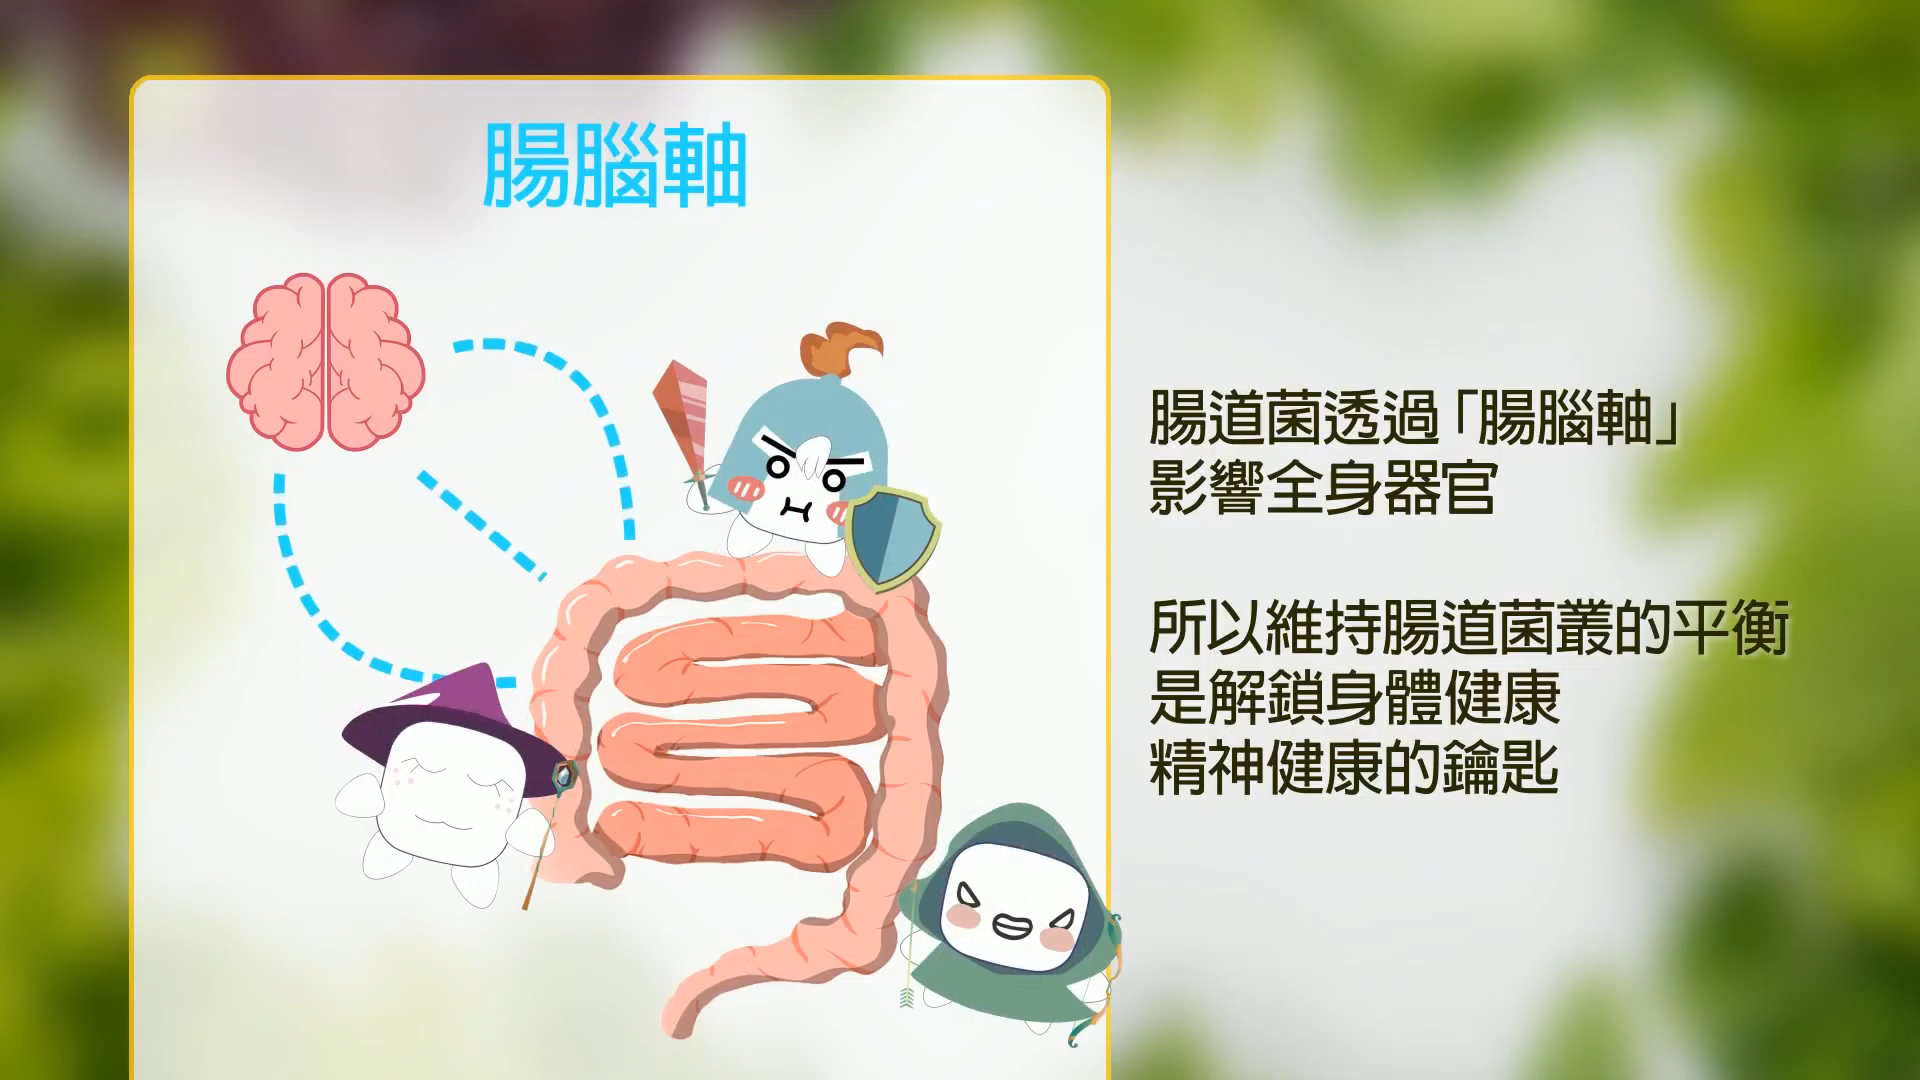 腸腦軸
腸道菌透過「腸腦軸」
影響全身器官
所以維持腸道菌叢的平衡
是解鎖身體健康
精神健康的鑰匙